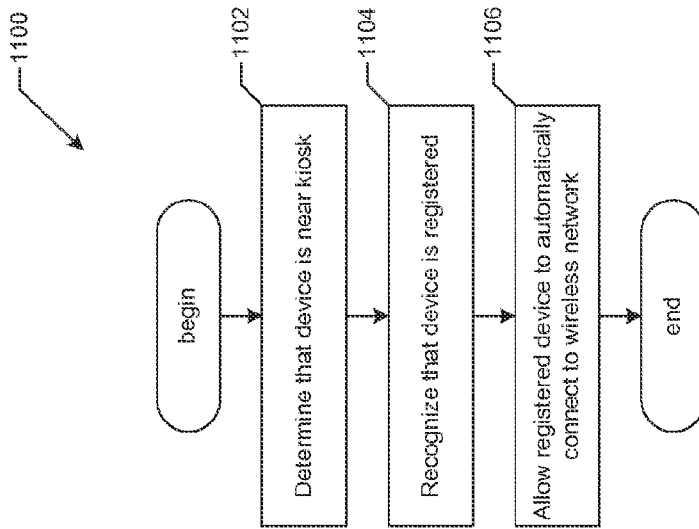 1100
begin
Determine that device is near kiosk
1102
Recognize that device is registered
1104
Allow registered device to automatically
connect to wireless network
1106
end